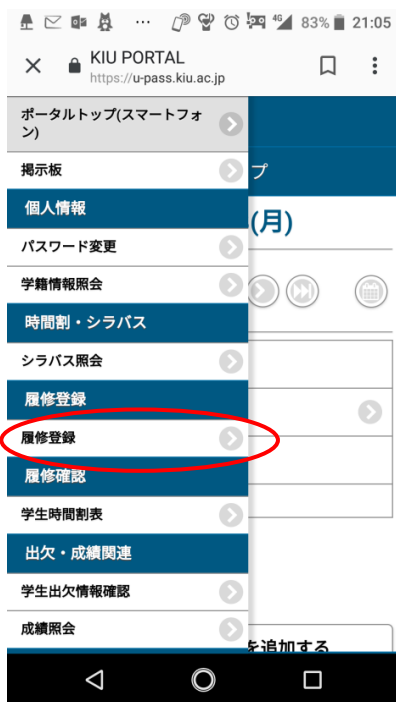 4G 83% 21:05
KIU PORTAL
https://u-pass.kiu.ac.jp
ポータルトップ(スマートフォ
ン)
掲示板
プ
個人情報
(月)
パスワード変更
学籍情報照会
時間割・シラバス
シラバス照会
履修登録
履修登録
履修確認
学生時間割表
出欠・成績関連
学生出欠情報確認
成績照会
を追加する